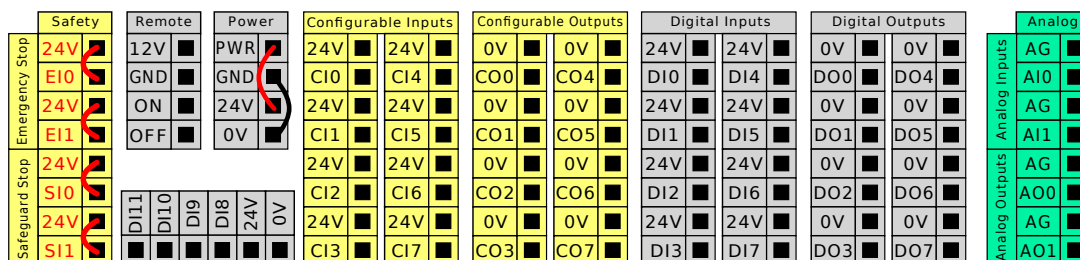 Safety
Emergency Stop
24V
EI0
24V
EI1
Safeguard Stop
24V
SI0
24V
SI1
Remote
12V
GND
ON
OFF
Power
PWR
GND
24V
0V
DI11
DI10
DI9
DI8
24V
0V
Configurable Inputs
24V 24V
CI0 CI4
24V 24V
CI1 CI5
24V 24V
CI2 CI6
24V 24V
CI3 CI7
Configurable Outputs
0V 0V
CO0 CO4
0V 0V
CO1 CO5
0V 0V
CO2 CO6
0V 0V
CO3 CO7
Digital Inputs
24V 24V
DI0 DI4
24V 24V
DI1 DI5
24V 24V
DI2 DI6
24V 24V
DI3 DI7
Digital Outputs
0V 0V
DO0 DO4
0V 0V
DO1 DO5
0V 0V
DO2 DO6
0V 0V
DO3 DO7
Analog
Analog Inputs
AG
AI0
AG
AI1
Analog Outputs
AG
AO0
AG
AO1